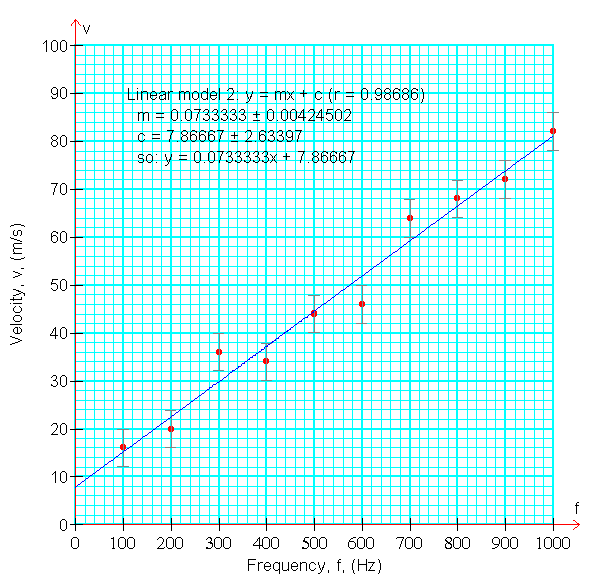 v
100
90
Linear model 2: y = mx + c (r = 0.98686)
m = 0.0733333 ± 0.00424502
c = 7.86667 ± 2.63397
so: y = 0.0733333x + 7.86667
80
70
60
50
40
30
20
10
0
Velocity, v, (m/s)
f
0 100 200 300 400 500 600 700 800 900 1000
Frequency, f, (Hz)